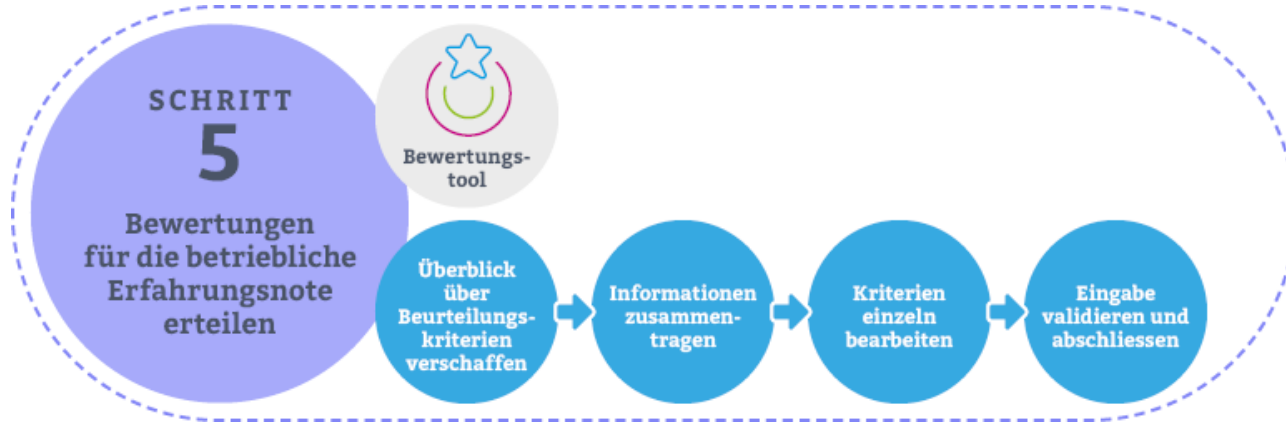 SCHRITT
5
Bewertungen
für die betriebliche
Erfahrungsnote
erteilen
Bewertungs-
tool
Überblick
über
Beurteilungs-
kriterien
verschaffen
Informationen
zusammen-
tragen
Kriterien
einzeln
bearbeiten
Eingabe
validieren und
abschliessen